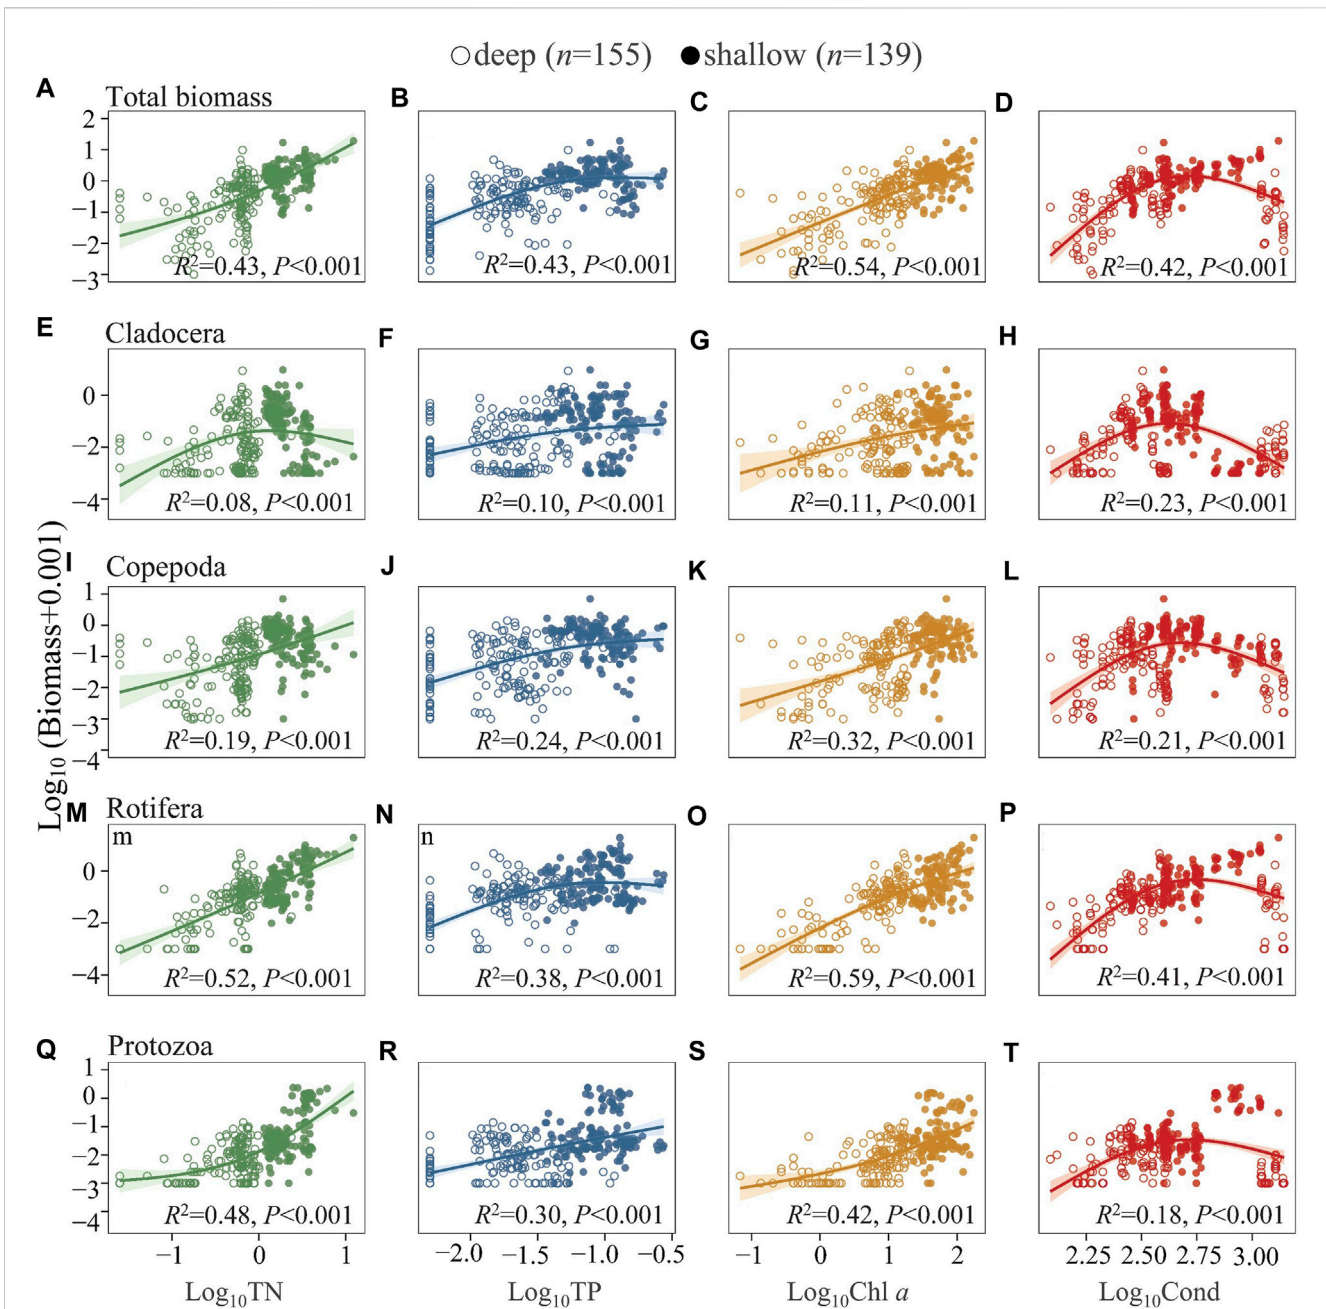 deep (n=155) shallow (n=139)
A B C D
Total biomass
2
1
0
−1
−2
−3
R²=0.43, P<0.001 R²=0.43, P<0.001 R²=0.54, P<0.001 R²=0.42, P<0.001
E F G H
Cladocera
0
−2
−4
R²=0.08, P<0.001 R²=0.10, P<0.001 R²=0.11, P<0.001 R²=0.23, P<0.001
Log₁₀ (Biomass+0.001)
I J K L
Copepoda
1
0
−1
−2
−3
−4
R²=0.19, P<0.001 R²=0.24, P<0.001 R²=0.32, P<0.001 R²=0.21, P<0.001
M N O P
Rotifera
m n
0
−2
−4
R²=0.52, P<0.001 R²=0.38, P<0.001 R²=0.59, P<0.001 R²=0.41, P<0.001
Q R S T
Protozoa
1
0
−1
−2
−3
−4
R²=0.48, P<0.001 R²=0.30, P<0.001 R²=0.42, P<0.001 R²=0.18, P<0.001
−1 0 1 −2.0 −1.5 −1.0 −0.5 −1 0 1 2 2.25 2.50 2.75 3.00
Log₁₀TN Log₁₀TP Log₁₀Chl a Log₁₀Cond